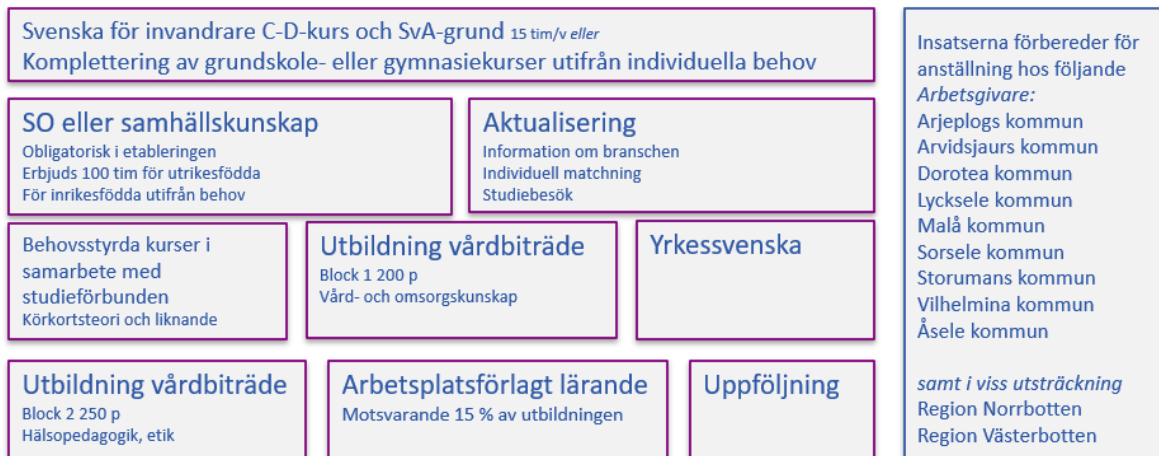 Svenska för invandrare C-D-kurs och SvA-grund 15 tim/v eller
Komplettering av grundskole- eller gymnasiekurser utifrån individuella behov
SO eller samhällskunskap
Obligatorisk i etableringen
Erbjuds 100 tim för utrikesfödda
För inrikesfödda utifrån behov
Aktualisering
Information om branschen
Individuell matchning
Studiebesök
Behovsstyrda kurser i
samarbete med
studieförbunden
Körkortsteori och liknande
Utbildning vårdbiträde
Block 1 200 p
Vård- och omsorgskunskap
Yrkessvenska
Utbildning vårdbiträde
Block 2 250 p
Hälsopedagogik, etik
Arbetsplatsförlagt lärande
Motsvarande 15 % av utbildningen
Uppföljning
Insatserna förbereder för
anställning hos följande
Arbetsgivare:
Arjeplogs kommun
Arvidsjaurs kommun
Dorotea kommun
Lycksele kommun
Malå kommun
Sorsele kommun
Storumans kommun
Vilhelmina kommun
Åsele kommun
samt i viss utsträckning
Region Norrbotten
Region Västerbotten